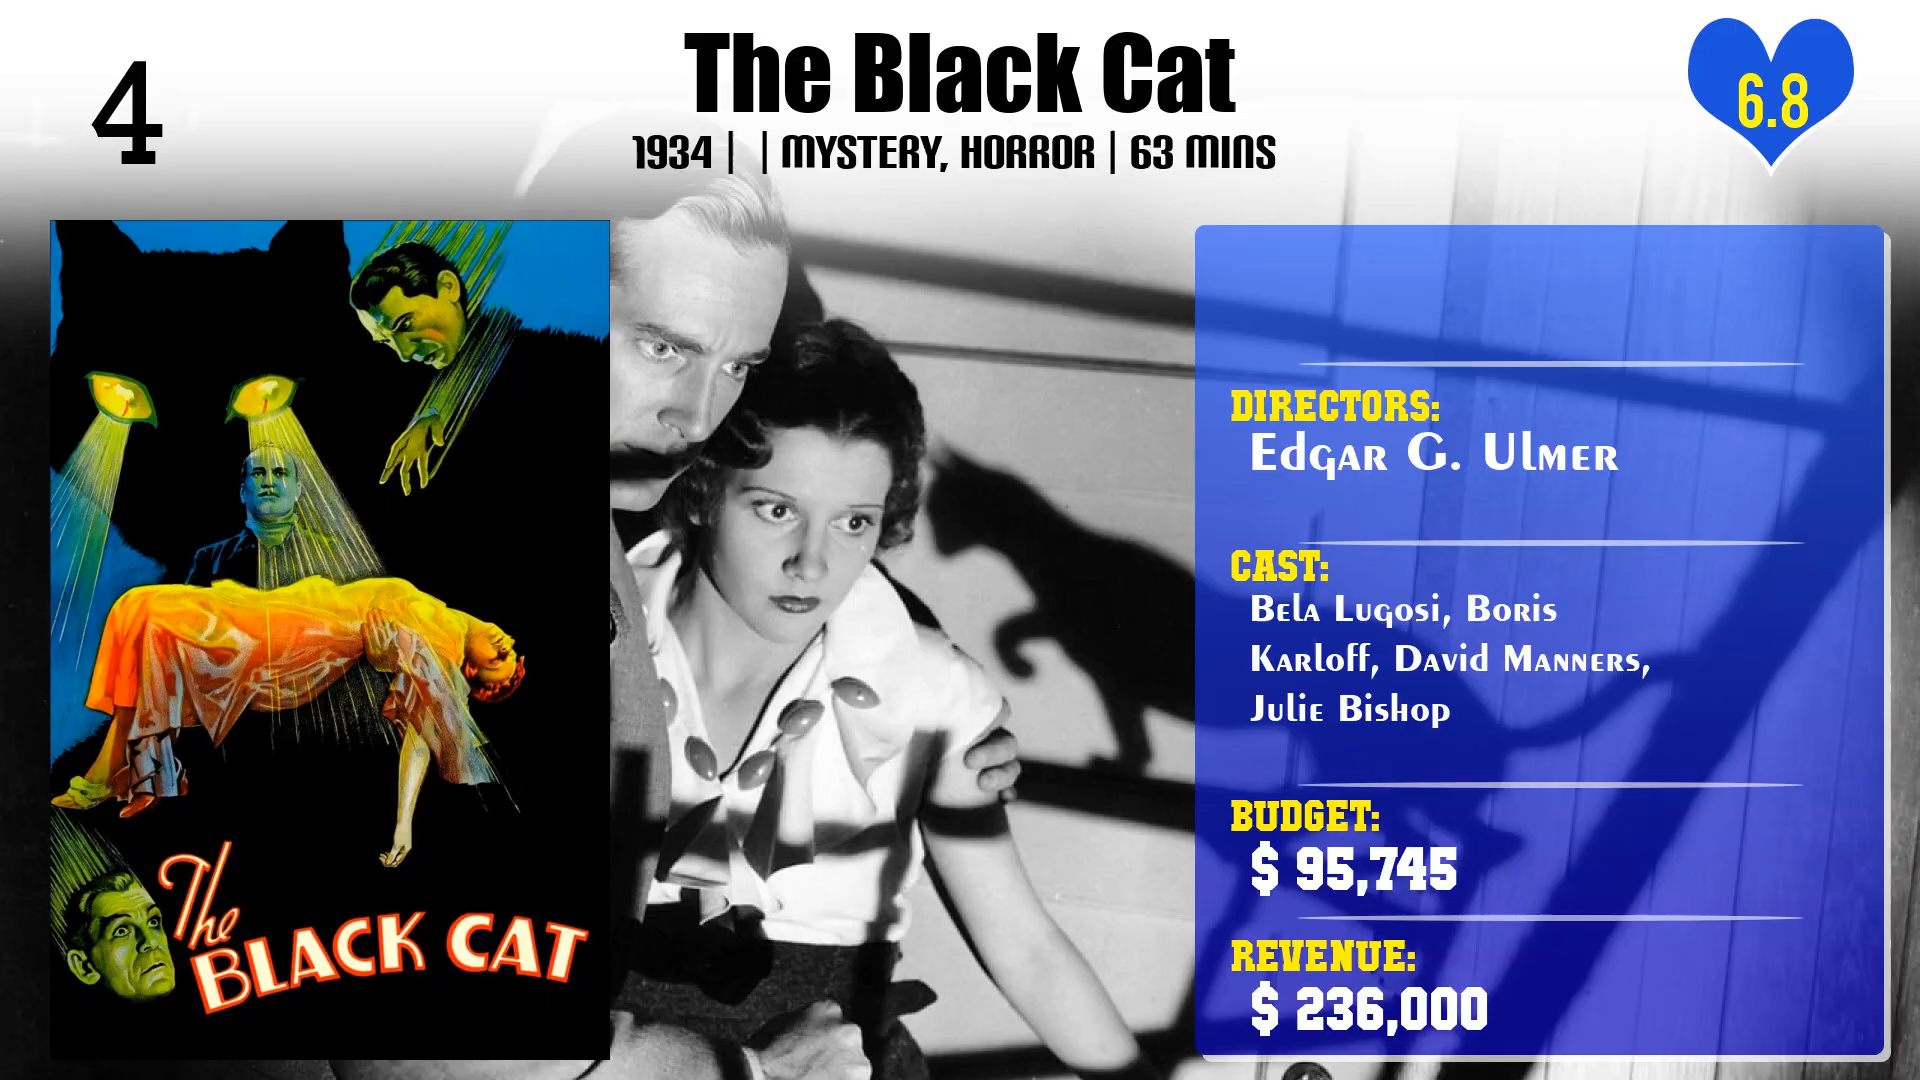 4
The Black Cat
6.8
1934 | | MYSTERY, HORROR | 63 MINS
The
BLACK CAT
DIRECTORS:
Edgar G. Ulmer
CAST:
Bela Lugosi, Boris
Karloff, David Manners,
Julie Bishop
BUDGET:
$ 95,745
REVENUE:
$ 236,000